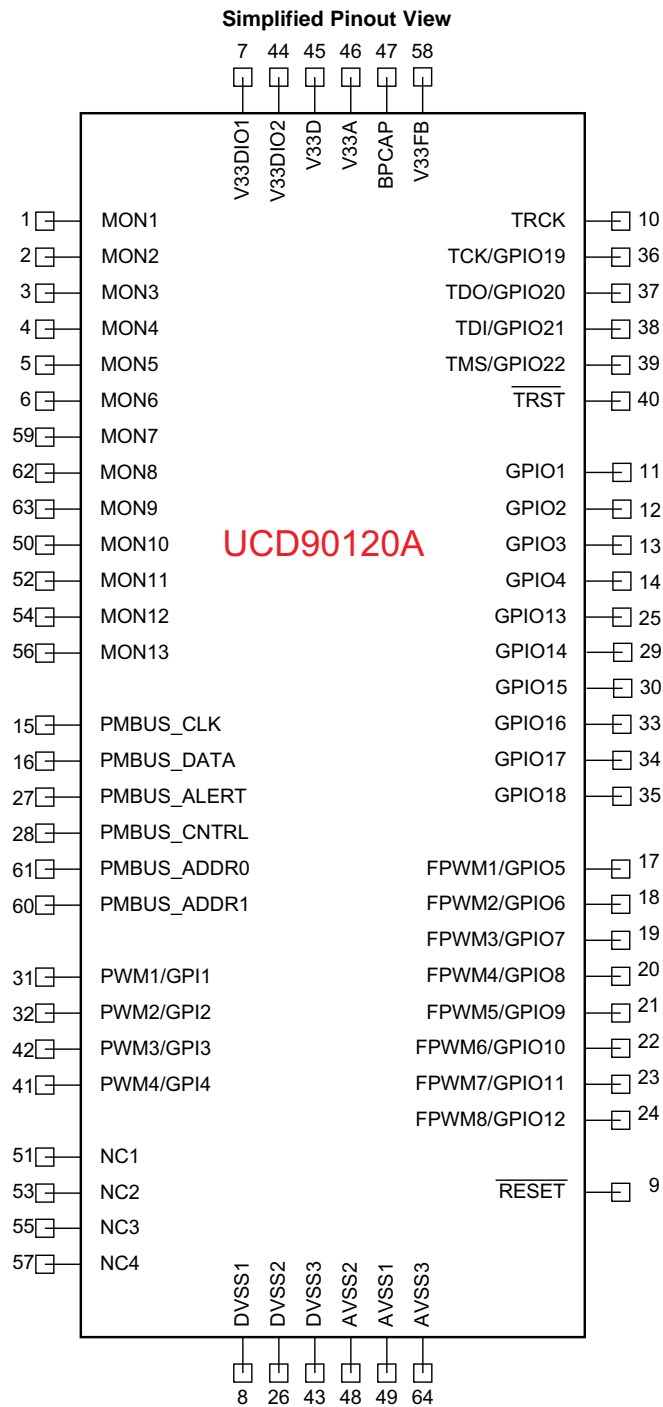 Simplified Pinout View
7 44 45 46 47 58
V33DIO1
V33DIO2
V33D
V33A
BPCAP
V33FB
1 MON1 TRCK 10
2 MON2 TCK/GPIO19 36
3 MON3 TDO/GPIO20 37
4 MON4 TDI/GPIO21 38
5 MON5 TMS/GPIO22 39
6 MON6 TRST 40
59 MON7
62 MON8 GPIO1 11
63 MON9 GPIO2 12
50 MON10 UCD90120A GPIO3 13
52 MON11 GPIO4 14
54 MON12 GPIO13 25
56 MON13 GPIO14 29
GPIO15 30
15 PMBUS_CLK GPIO16 33
16 PMBUS_DATA GPIO17 34
27 PMBUS_ALERT GPIO18 35
28 PMBUS_CNTRL
61 PMBUS_ADDR0 FPWM1/GPIO5 17
60 PMBUS_ADDR1 FPWM2/GPIO6 18
FPWM3/GPIO7 19
31 PWM1/GPI1 FPWM4/GPIO8 20
32 PWM2/GPI2 FPWM5/GPIO9 21
42 PWM3/GPI3 FPWM6/GPIO10 22
41 PWM4/GPI4 FPWM7/GPIO11 23
FPWM8/GPIO12 24
51 NC1
53 NC2 RESET 9
55 NC3
57 NC4
DVSS1
DVSS2
DVSS3
AVSS2
AVSS1
AVSS3
8 26 43 48 49 64